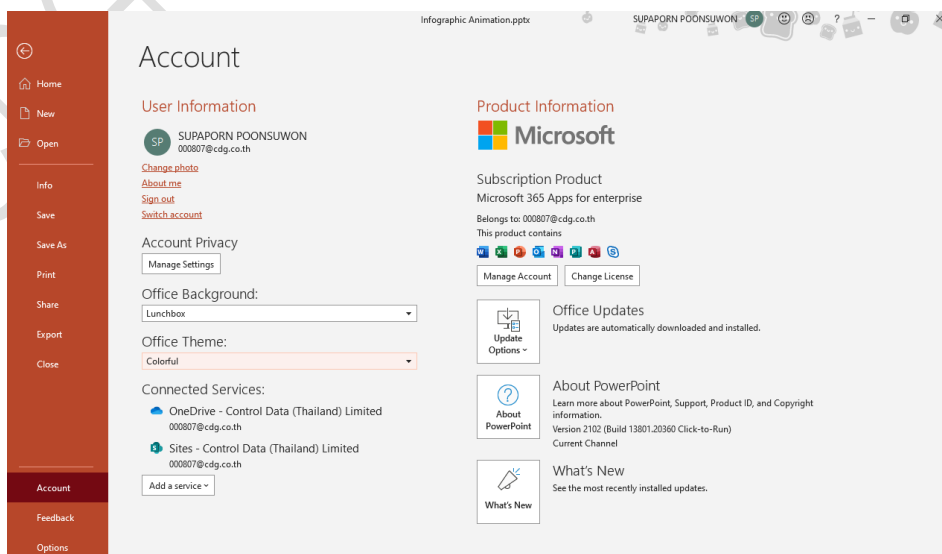 Infographic Animation.pptx
SUPAPORN POONSUWON
SP
?
Account
Home
New
Open
Info
Save
Save As
Print
Share
Export
Close
Account
Feedback
Options
User Information
SP
SUPAPORN POONSUWON
000807@cdg.co.th
Change photo
About me
Sign out
Switch account
Account Privacy
Manage Settings
Office Background:
Lunchbox
Office Theme:
Colorful
Connected Services:
OneDrive - Control Data (Thailand) Limited
000807@cdg.co.th
Sites - Control Data (Thailand) Limited
000807@cdg.co.th
Add a service
Product Information
Microsoft
Subscription Product
Microsoft 365 Apps for enterprise
Belongs to: 000807@cdg.co.th
This product contains
Manage Account
Change License
Update
Options
Office Updates
Updates are automatically downloaded and installed.
About
PowerPoint
About PowerPoint
Learn more about PowerPoint, Support, Product ID, and Copyright
information.
Version 2102 (Build 13801.20360 Click-to-Run)
Current Channel
What's New
What's New
See the most recently installed updates.